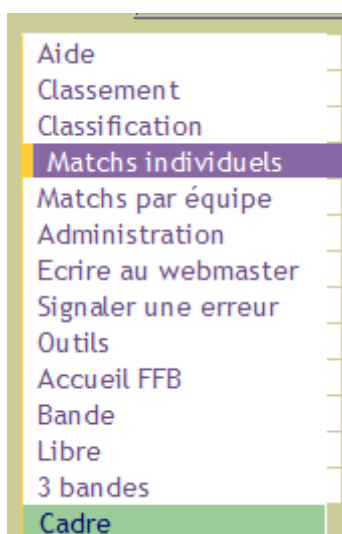 Aide
Classement
Classification
Matchs individuels
Matchs par équipe
Administration
Ecrire au webmaster
Signaler une erreur
Outils
Accueil FFB
Bande
Libre
3 bandes
Cadre